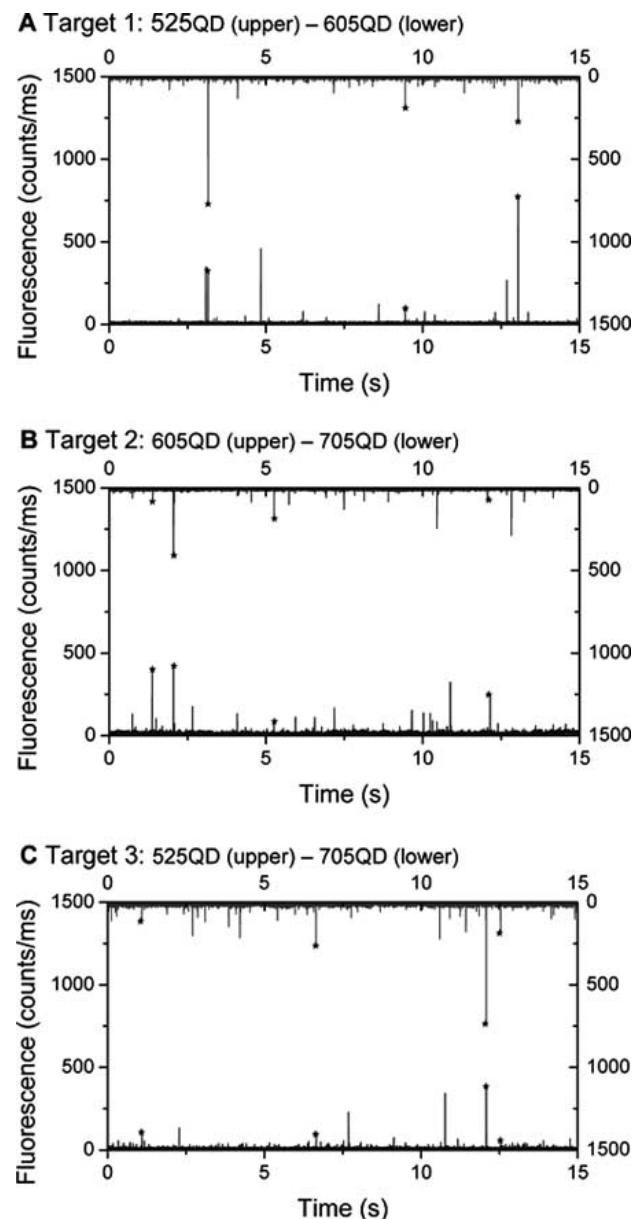 A Target 1: 525QD (upper) – 605QD (lower)
0 5 10 15
1500 0
1000 500
500 1000
0 1500
0 5 10 15
Fluorescence (counts/ms)
Time (s)
B Target 2: 605QD (upper) – 705QD (lower)
0 5 10 15
1500 0
1000 500
500 1000
0 1500
0 5 10 15
Fluorescence (counts/ms)
Time (s)
C Target 3: 525QD (upper) – 705QD (lower)
0 5 10 15
1500 0
1000 500
500 1000
0 1500
0 5 10 15
Fluorescence (counts/ms)
Time (s)